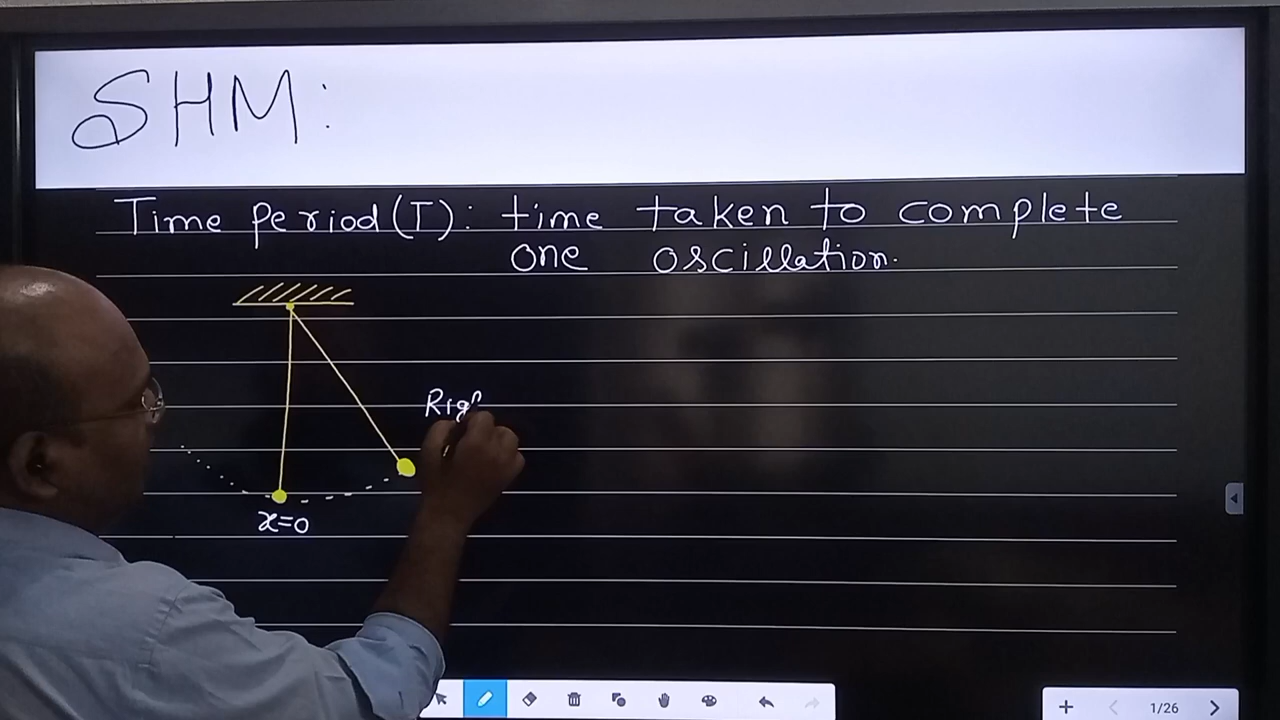 SHM:
Time period(T): time taken to complete
one oscillation.
x=0
1/26